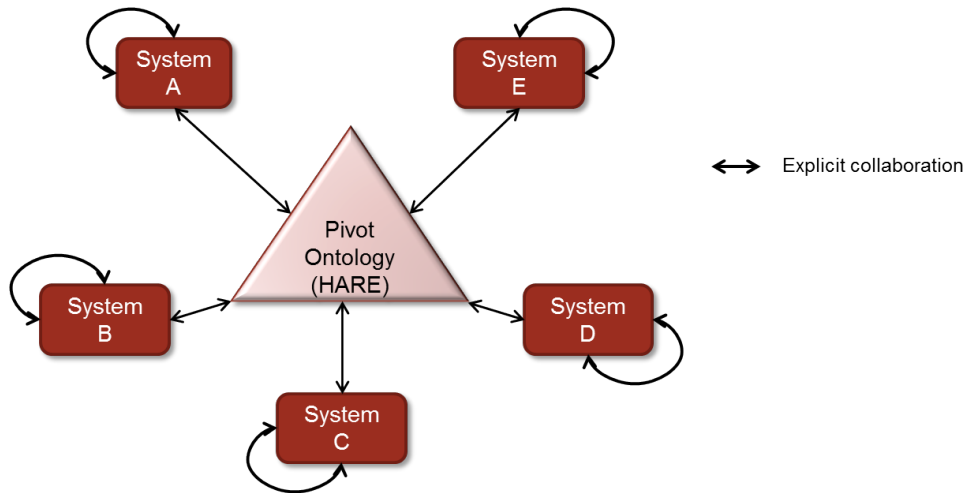 System
A
System
E
Explicit collaboration
Pivot
Ontology
(HARE)
System
B
System
D
System
C